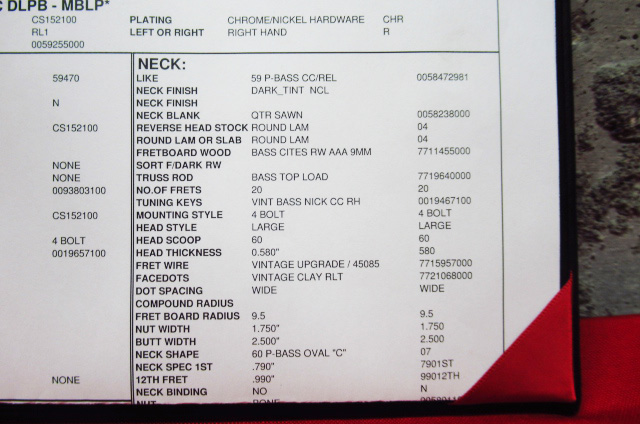 C DLPB - MBLP*
CS152100 PLATING CHROME/NICKEL HARDWARE CHR
RL1 LEFT OR RIGHT RIGHT HAND R
0059255000
NECK:
59470 LIKE 59 P-BASS CC/REL 0058472981
NECK FINISH DARK_TINT NCL
N NECK FINISH
NECK BLANK QTR SAWN 0058238000
CS152100 REVERSE HEAD STOCK ROUND LAM 04
ROUND LAM OR SLAB ROUND LAM 04
FRETBOARD WOOD BASS CITES RW AAA 9MM 7711455000
NONE SORT F/DARK RW
NONE TRUSS ROD BASS TOP LOAD 7719640000
0093803100 NO.OF FRETS 20 20
TUNING KEYS VINT BASS NICK CC RH 0019467100
CS152100 MOUNTING STYLE 4 BOLT 4 BOLT
HEAD STYLE LARGE LARGE
4 BOLT HEAD SCOOP 60 60
0019657100 HEAD THICKNESS 0.580" 580
FRET WIRE VINTAGE UPGRADE / 45085 7715957000
FACEDOTS VINTAGE CLAY RLT 7721068000
DOT SPACING WIDE WIDE
COMPOUND RADIUS
FRET BOARD RADIUS 9.5 9.5
NUT WIDTH 1.750" 1.750
BUTT WIDTH 2.500" 2.500
NECK SHAPE 60 P-BASS OVAL "C" 07
NECK SPEC 1ST .790" 7901ST
NONE 12TH FRET .990" 99012TH
NECK BINDING NO N
NUT BONE